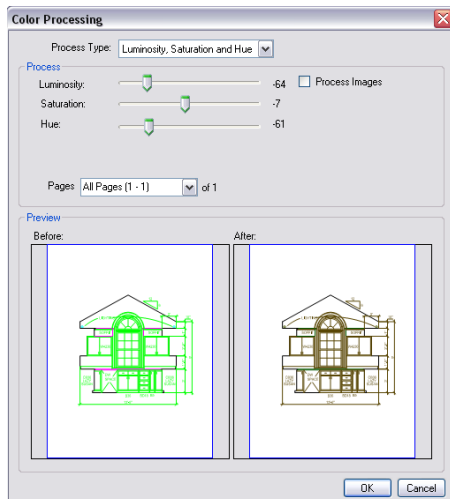 Color Processing
Process Type: Luminosity, Saturation and Hue
Process
Luminosity: -64 Process Images
Saturation: -7
Hue: -61
Pages All Pages (1 - 1) of 1
Preview
Before: After:
OK Cancel